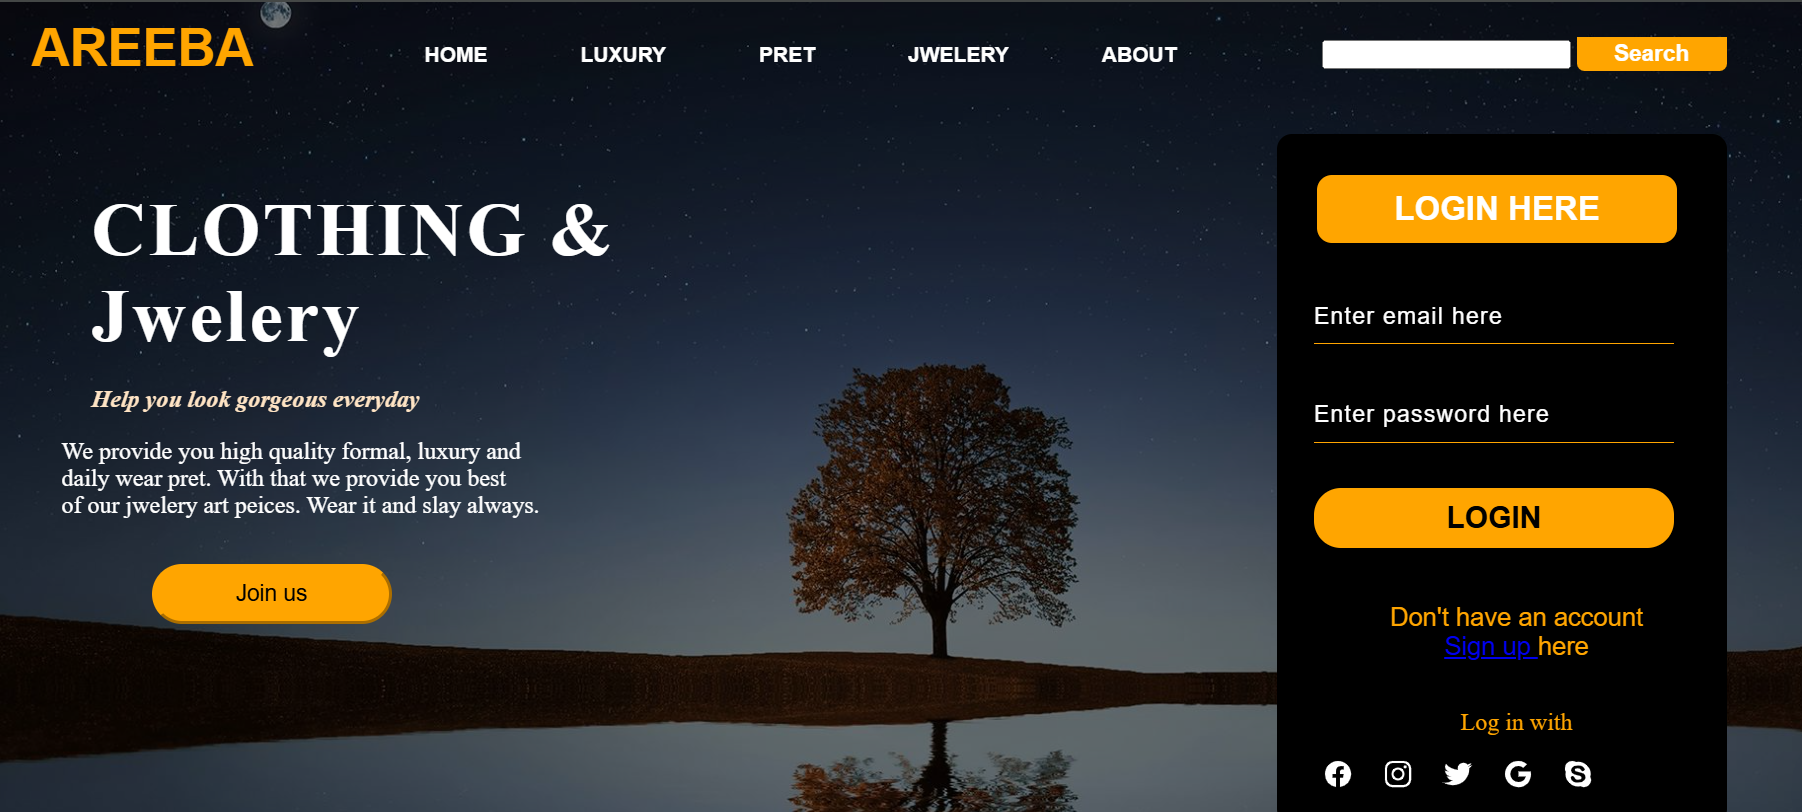 AREEBA
HOME
LUXURY
PRET
JWELERY
ABOUT
Search
CLOTHING &
Jwelery
Help you look gorgeous everyday
We provide you high quality formal, luxury and
daily wear pret. With that we provide you best
of our jwelery art peices. Wear it and slay always.
Join us
LOGIN HERE
Enter email here
Enter password here
LOGIN
Don't have an account
Sign up here
Log in with